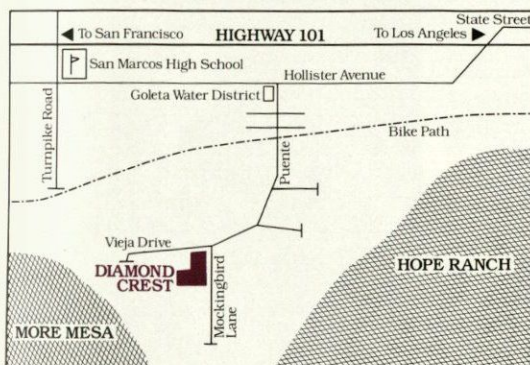 State Street
To San Francisco
HIGHWAY 101
To Los Angeles
San Marcos High School
Hollister Avenue
Goleta Water District
Turnpike Road
Bike Path
Puente
Vieja Drive
DIAMOND
CREST
Mockingbird
Lane
HOPE RANCH
MORE MESA